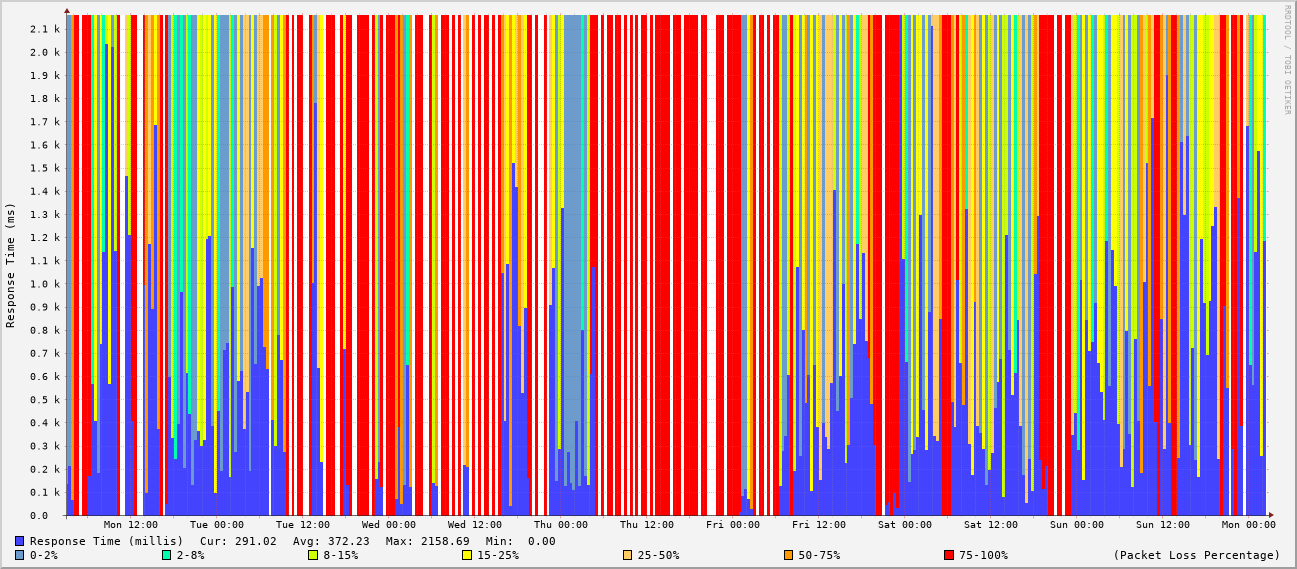 RRDTOOL / TOBI OETIKER
Response Time (ms)
2.1 k
2.0 k
1.9 k
1.8 k
1.7 k
1.6 k
1.5 k
1.4 k
1.3 k
1.2 k
1.1 k
1.0 k
0.9 k
0.8 k
0.7 k
0.6 k
0.5 k
0.4 k
0.3 k
0.2 k
0.1 k
0.0
Mon 12:00 Tue 00:00 Tue 12:00 Wed 00:00 Wed 12:00 Thu 00:00 Thu 12:00 Fri 00:00 Fri 12:00 Sat 00:00 Sat 12:00 Sun 00:00 Sun 12:00 Mon 00:00
Response Time (millis) Cur: 291.02 Avg: 372.23 Max: 2158.69 Min: 0.00
0-2% 2-8% 8-15% 15-25% 25-50% 50-75% 75-100% (Packet Loss Percentage)